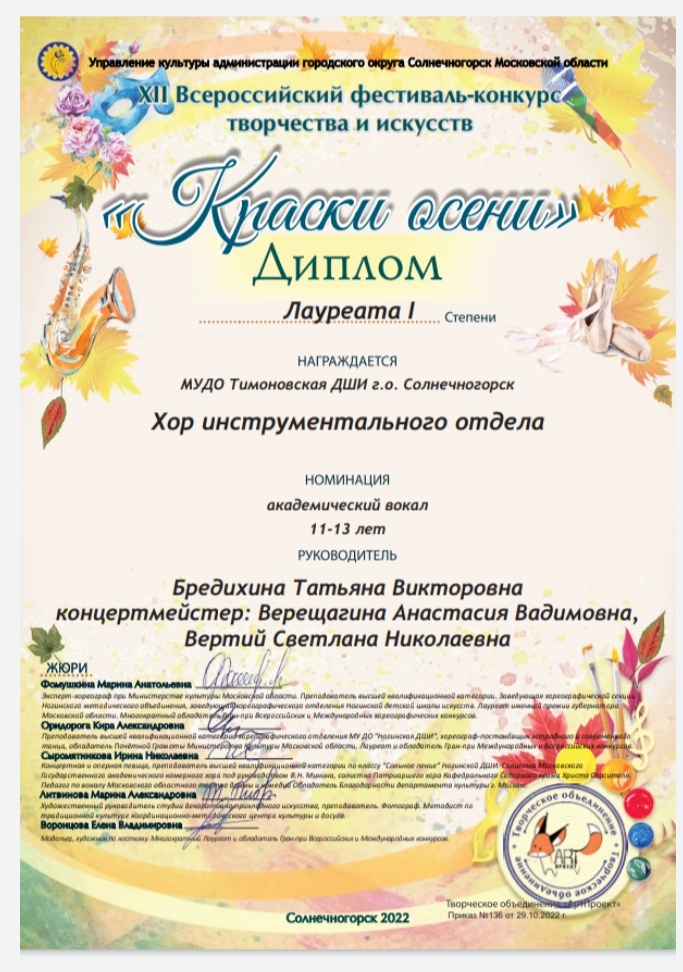 Управление культуры администрации городского округа Солнечногорск Московской области
XII Всероссийский фестиваль-конкурс
творчества и искусств
«Краски осени»
Диплом
Лауреата I Степени
НАГРАЖДАЕТСЯ
МУДО Тимоновская ДШИ г.о. Солнечногорск
Хор инструментального отдела
НОМИНАЦИЯ
академический вокал
11-13 лет
РУКОВОДИТЕЛЬ
Бредихина Татьяна Викторовна
концертмейстер: Верещагина Анастасия Вадимовна,
Вертий Светлана Николаевна
ЖЮРИ
Фомушкина Марина Анатольевна
Эксперт-хореограф при Министерстве культуры Московской области. Преподаватель высшей квалификационной категории, Заведующая хореографической секции
Ногинского методического объединения, заведующая хореографического отделения Ногинской детской школы искусств. Лауреат именной премии губернатора
Московской области. Многократный обладатель Гран-при Всероссийских и Международных хореографических конкурсов.
Оридорога Кира Александровна
Преподаватель высшей квалификационной категории хореографического отделения МУ ДО "Ногинская ДШИ", хореограф-постановщик эстрадного и современного
танца, обладатель Почётной Грамоты Министерства Культуры Московской области, Лауреат и обладатель Гран-при Международных и Всероссийских конкурсов.
Сыромятникова Ирина Николаевна
Концертная и оперная певица, преподаватель высшей квалификационной категории по классу "Сольное пение" Ногинской ДШИ. Солистка Московского
Государственного академического камерного хора под руководством В.Н. Минина, солистка Патриаршего хора Кафедрального Соборного храма Христа Спасителя.
Педагог по вокалу Московского областного театра драмы и комедии Обладатель Благодарности департамента культуры г. Москвы.
Литвинова Марина Александровна
Художественный руководитель студии декоративно-прикладного искусства, преподаватель. Фотограф. Методист по
традиционной культуре координационно-методического центра культуры и досуга.
Воронцова Елена Владимировна
Модельер, художник по костюму. Многократный Лауреат и обладатель Гран-при Всероссийских и Международных конкурсов.
Творческое объединение
ART
Творческое объединение
Творческое объединение «АртПроект»
Приказ №136 от 29.10.2022 г.
Солнечногорск 2022